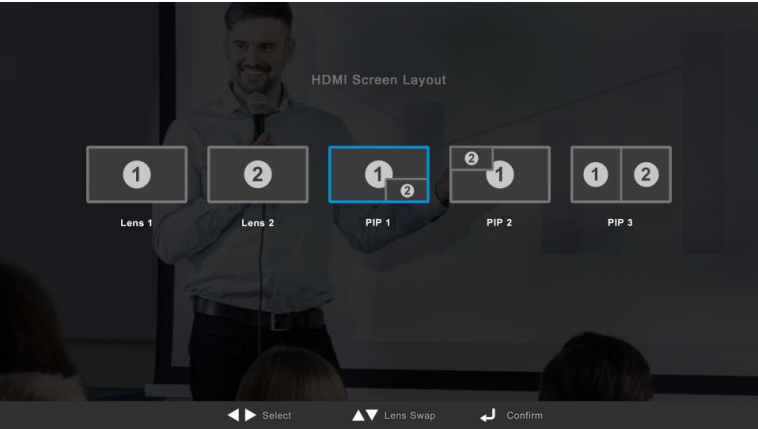 HDMI Screen Layout
1 2 1 2 2 1 1 2
Lens 1 Lens 2 PIP 1 PIP 2 PIP 3
Select Lens Swap Confirm